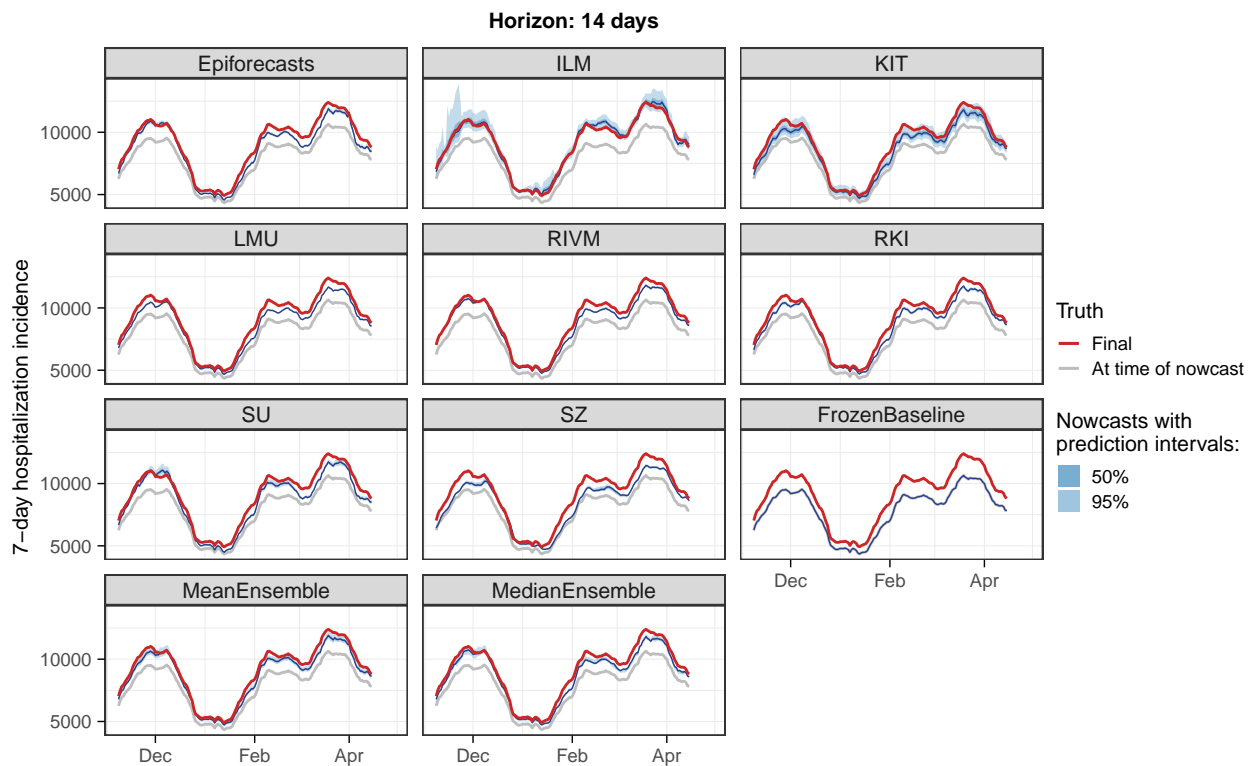 Horizon: 14 days
Epiforecasts
ILM
KIT
10000
5000
LMU
RIVM
RKI
10000
5000
SU
SZ
FrozenBaseline
10000
5000
Dec
Feb
Apr
MeanEnsemble
MedianEnsemble
10000
5000
Dec
Feb
Apr
Dec
Feb
Apr
7−day hospitalization incidence
Truth
Final
At time of nowcast
Nowcasts with
prediction intervals:
50%
95%